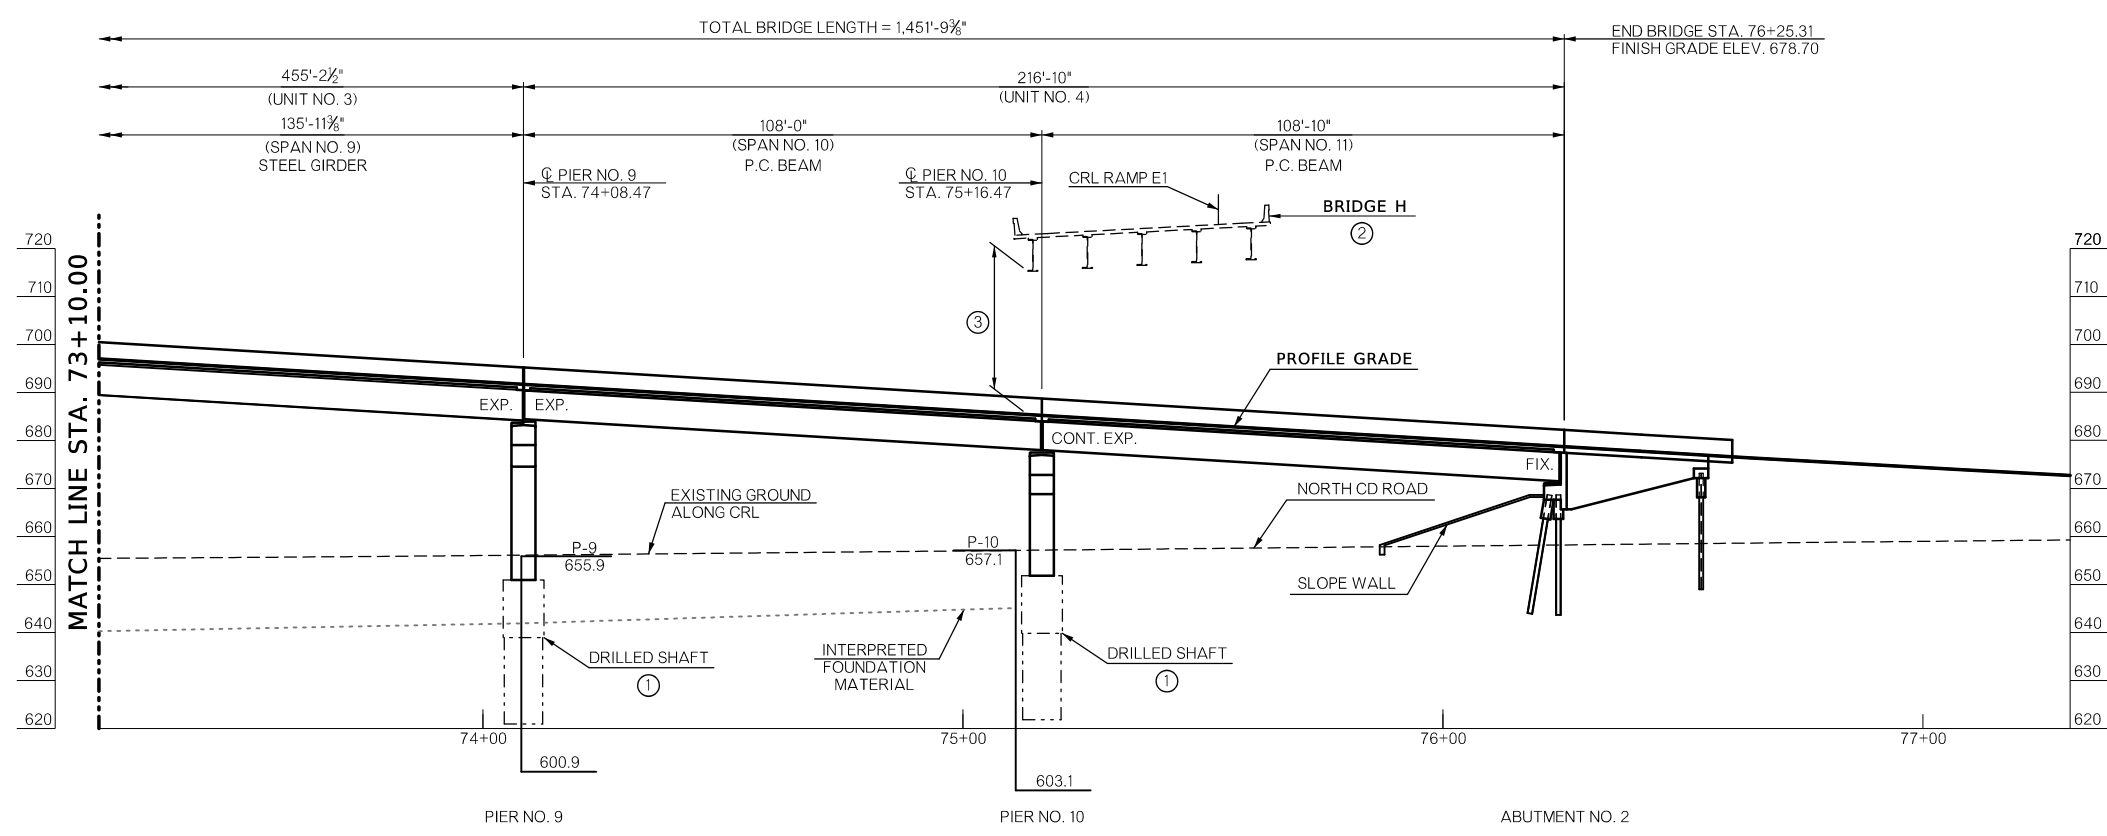 TOTAL BRIDGE LENGTH = 1,451'-9⅜"
END BRIDGE STA. 76+25.31
FINISH GRADE ELEV. 678.70
455'-2½"
(UNIT NO. 3)
216'-10"
(UNIT NO. 4)
135'-11⅜"
(SPAN NO. 9)
STEEL GIRDER
108'-0"
(SPAN NO. 10)
P.C. BEAM
108'-10"
(SPAN NO. 11)
P.C. BEAM
℄ PIER NO. 9
STA. 74+08.47
℄ PIER NO. 10
STA. 75+16.47
CRL RAMP E1
BRIDGE H
2
720
710
700
690
680
670
660
650
640
630
620
MATCH LINE STA. 73+10.00
720
710
700
690
680
670
660
650
640
630
620
3
PROFILE GRADE
EXP.
EXP.
CONT. EXP.
FIX.
EXISTING GROUND
ALONG CRL
NORTH CD ROAD
P-9
655.9
P-10
657.1
SLOPE WALL
DRILLED SHAFT
1
INTERPRETED
FOUNDATION
MATERIAL
DRILLED SHAFT
1
74+00
75+00
76+00
77+00
600.9
603.1
PIER NO. 9
PIER NO. 10
ABUTMENT NO. 2